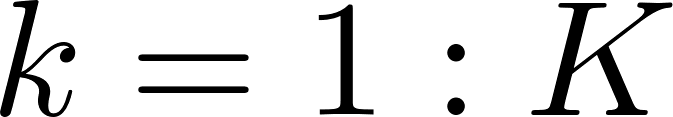 k = 1 : K